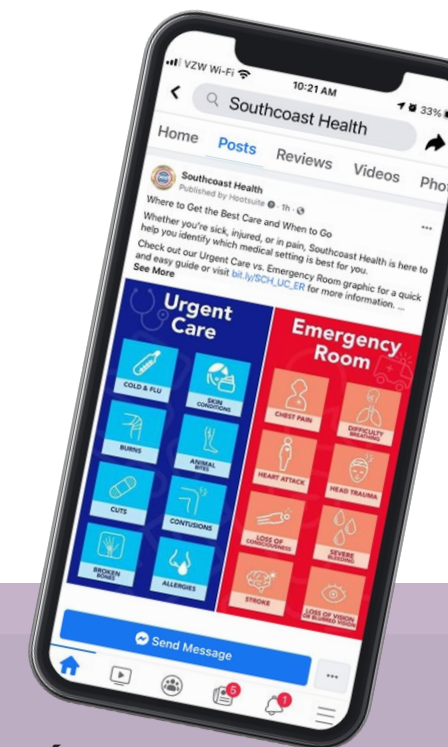 VZW Wi-Fi
10:21 AM
33%
Southcoast Health
Home Posts Reviews Videos Pho
Southcoast Health
Published by Hootsuite · 1h ·
Where to Get the Best Care and When to Go
Whether you're sick, injured, or in pain, Southcoast Health is here to
help you identify which medical setting is best for you.
Check out our Urgent Care vs. Emergency Room graphic for a quick
and easy guide or visit bit.ly/SCH_UC_ER for more information. ...
See More
Urgent
Care
COLD & FLU
SKIN
CONDITIONS
BURNS
ANIMAL
BITES
CUTS
CONTUSIONS
BROKEN
BONES
ALLERGIES
Emergency
Room
CHEST PAIN
DIFFICULTY
BREATHING
HEART ATTACK
HEAD TRAUMA
LOSS OF
CONSCIOUSNESS
SEVERE
BLEEDING
STROKE
LOSS OF VISION
OR BLURRED VISION
Send Message
5
1